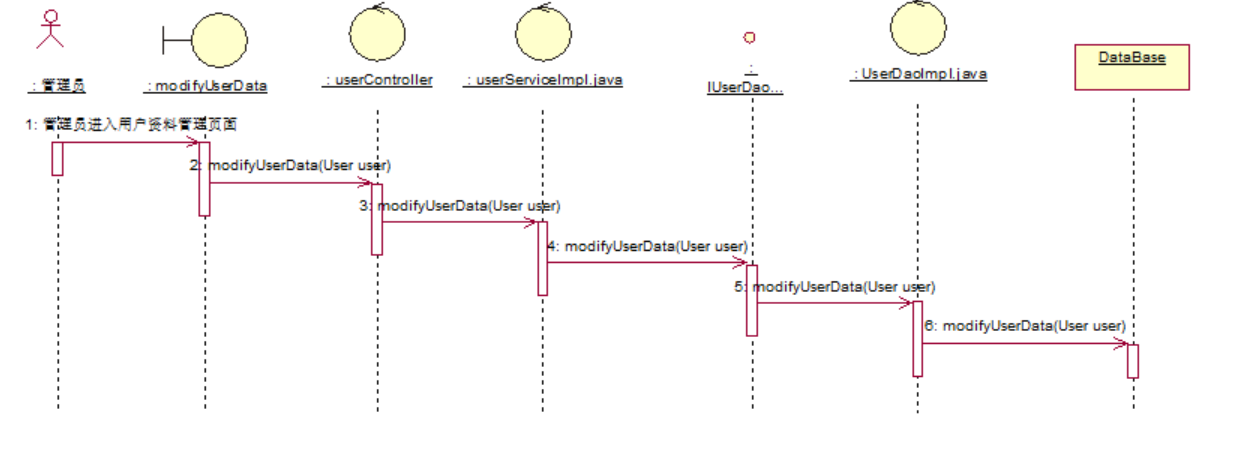 : 管理员
: modifyUserData
: userController
: userServiceImpl.java
:
IUserDao...
: UserDaoImpl.java
DataBase
1: 管理员进入用户资料管理页面
2: modifyUserData(User user)
3: modifyUserData(User user)
4: modifyUserData(User user)
5: modifyUserData(User user)
6: modifyUserData(User user)